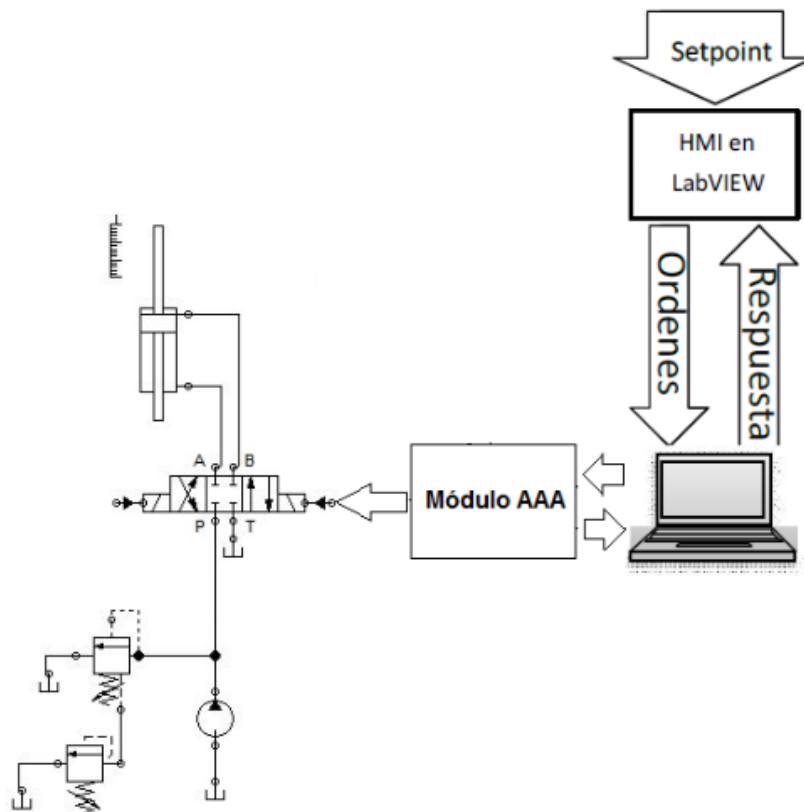 Setpoint
HMI en
LabVIEW
Ordenes
Respuesta
A B
Módulo AAA
P T